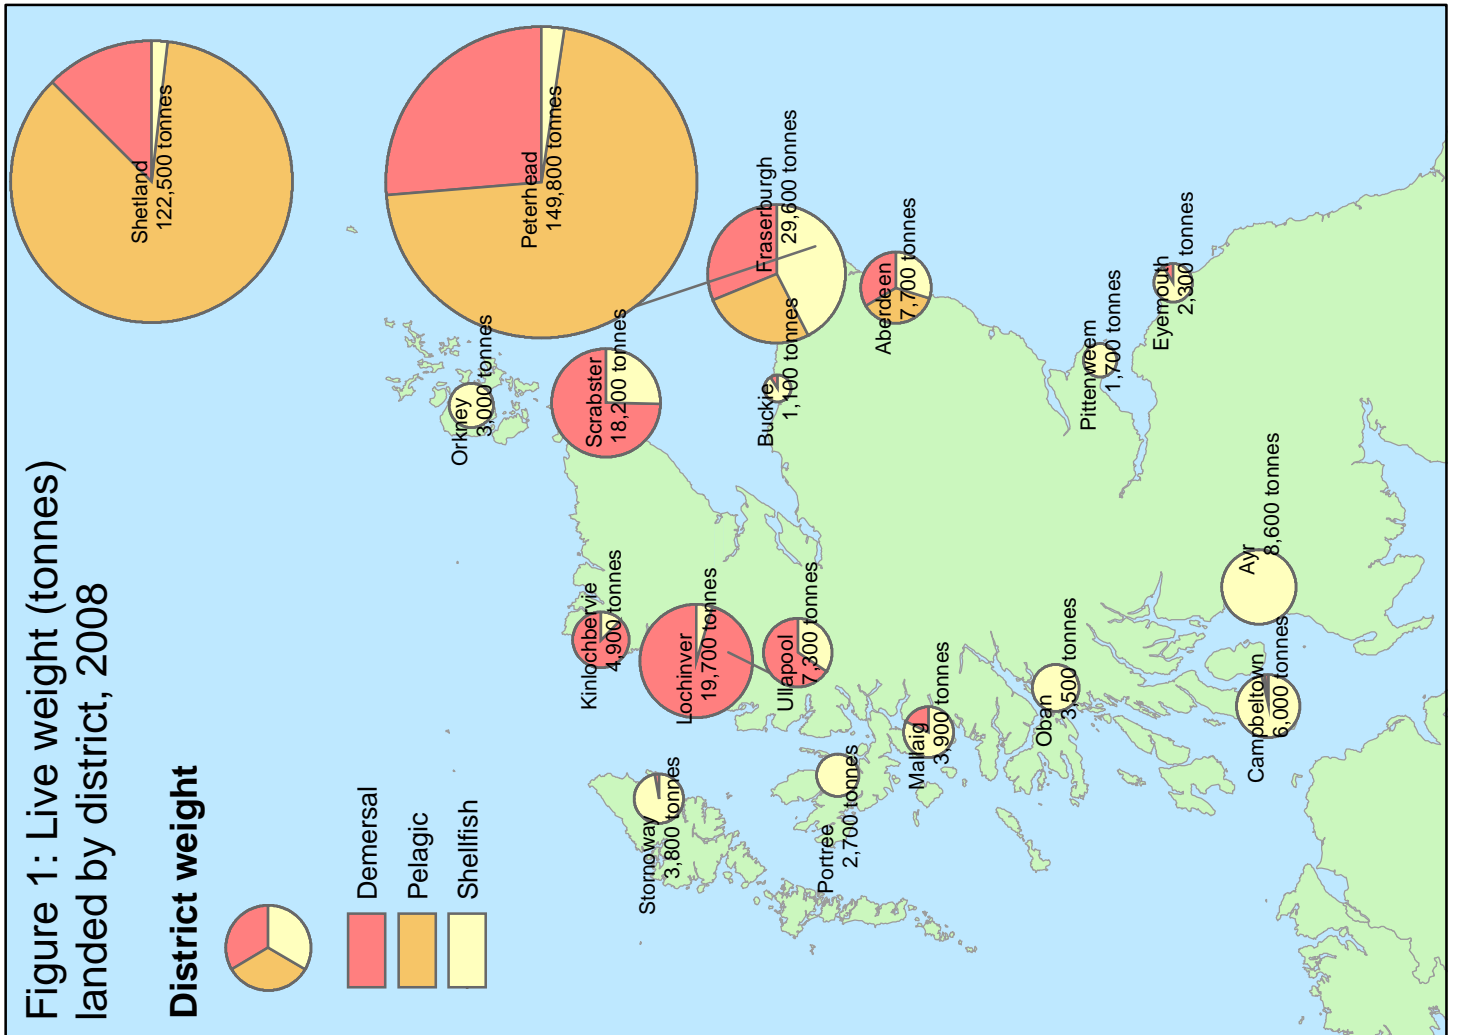 Figure 1: Live weight (tonnes)
landed by district, 2008
District weight
Demersal
Pelagic
Shellfish
Shetland
122,500 tonnes
Peterhead
149,800 tonnes
Orkney
3,000 tonnes
Scrabster
18,200 tonnes
Fraserburgh
29,600 tonnes
Buckie
1,100 tonnes
Aberdeen
7,700 tonnes
Kinlochbervie
4,900 tonnes
Lochinver
19,700 tonnes
Ullapool
7,300 tonnes
Stornoway
3,800 tonnes
Portree
2,700 tonnes
Mallaig
3,900 tonnes
Oban
3,500 tonnes
Pittenweem
1,700 tonnes
Eyemouth
2,300 tonnes
Ayr
8,600 tonnes
Campbeltown
6,000 tonnes